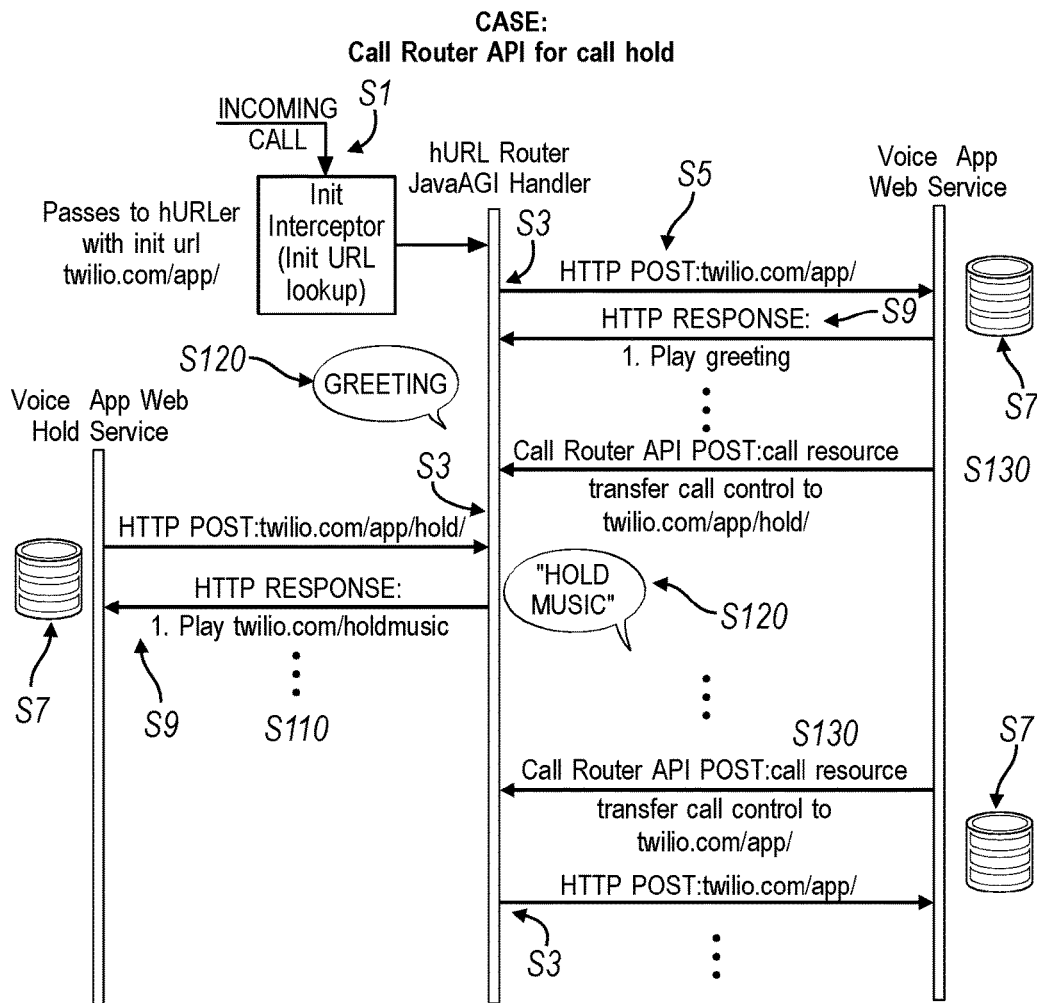 CASE:
Call Router API for call hold
INCOMING
CALL
S1
Init
Interceptor
(Init URL
lookup)
Passes to hURLer
with init url
twilio.com/app/
hURL Router
JavaAGI Handler
Voice App
Web Service
S3
S5
HTTP POST:twilio.com/app/
HTTP RESPONSE:
S9
1. Play greeting
S7
S120
GREETING
Voice App Web
Hold Service
Call Router API POST:call resource
S130
transfer call control to
twilio.com/app/hold/
S3
HTTP POST:twilio.com/app/hold/
HTTP RESPONSE:
1. Play twilio.com/holdmusic
"HOLD
MUSIC"
S120
S7
S9
S110
S130
S7
Call Router API POST:call resource
transfer call control to
twilio.com/app/
HTTP POST:twilio.com/app/
S3